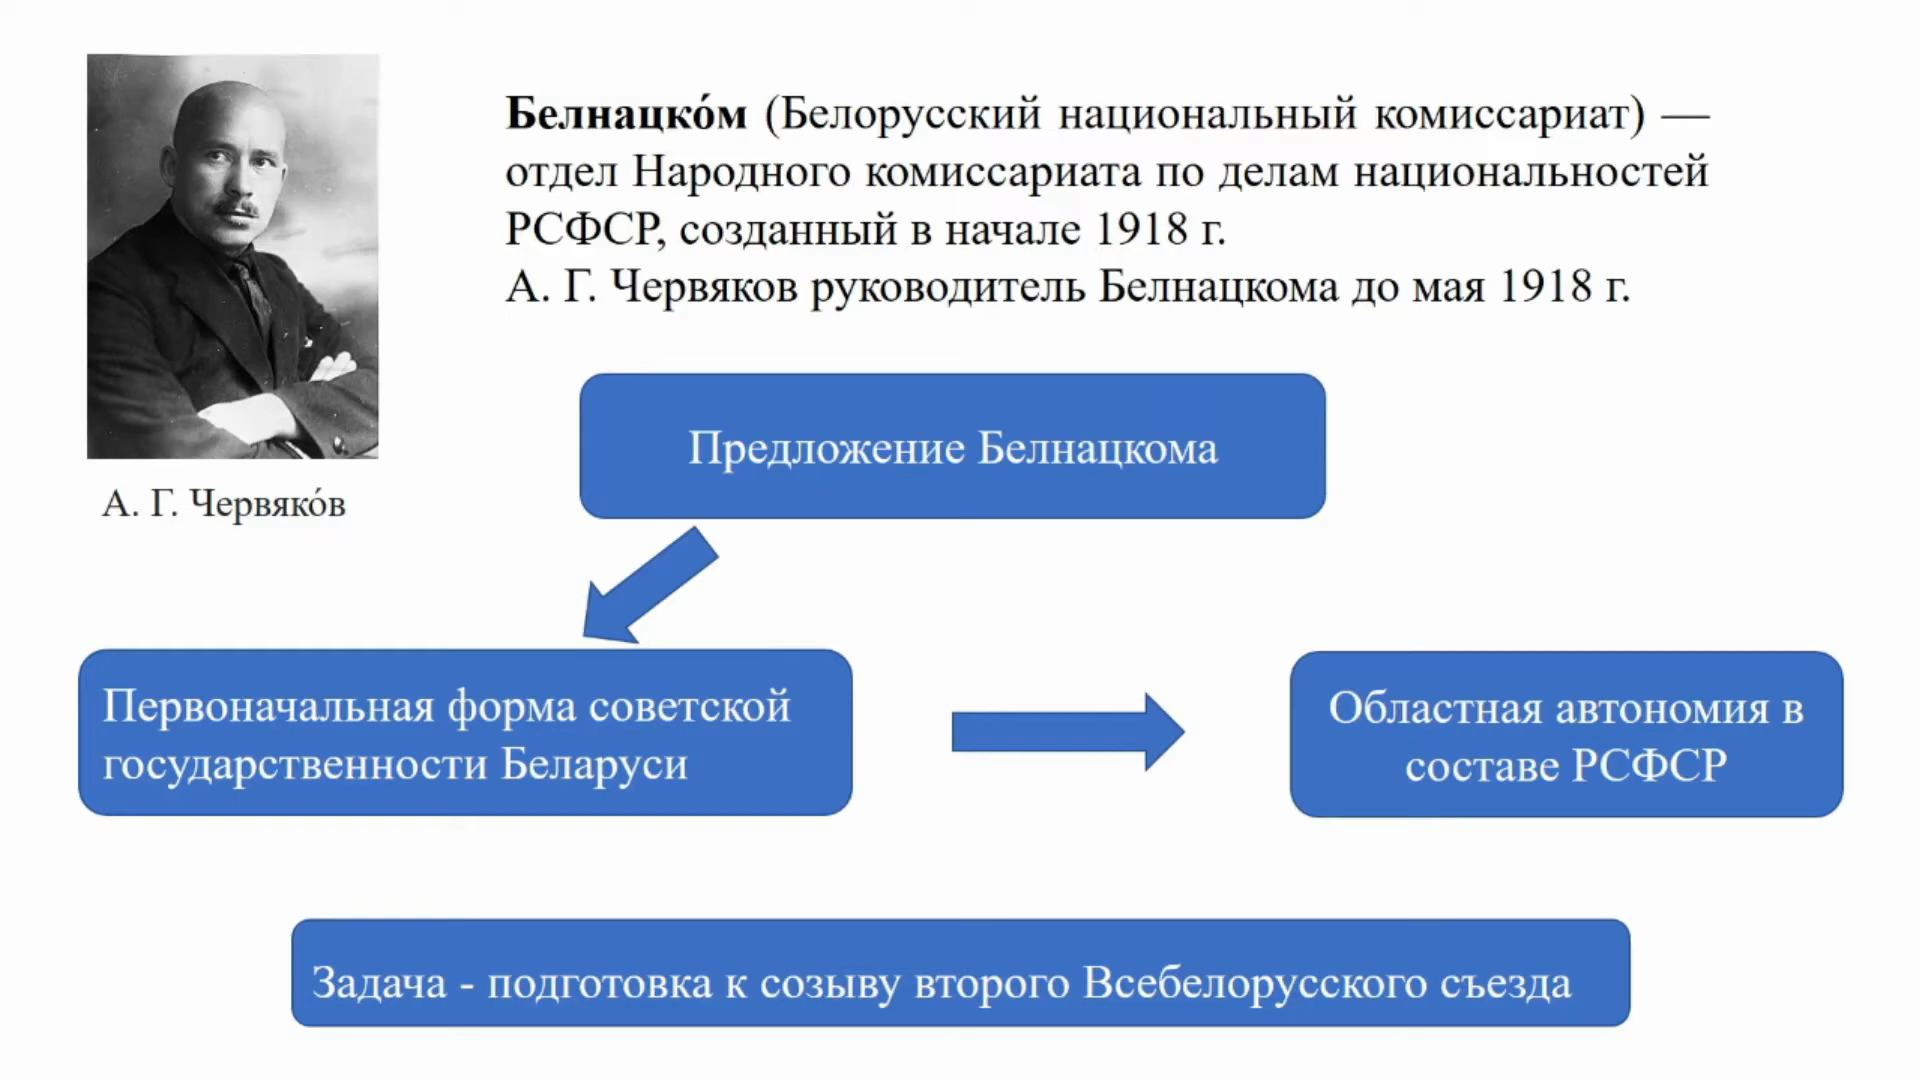 Белнацко́м (Белорусский национальный комиссариат) —
отдел Народного комиссариата по делам национальностей
РСФСР, созданный в начале 1918 г.
А. Г. Червяков руководитель Белнацкома до мая 1918 г.
А. Г. Червяко́в
Предложение Белнацкома
Первоначальная форма советской
государственности Беларуси
Областная автономия в
составе РСФСР
Задача - подготовка к созыву второго Всебелорусского съезда